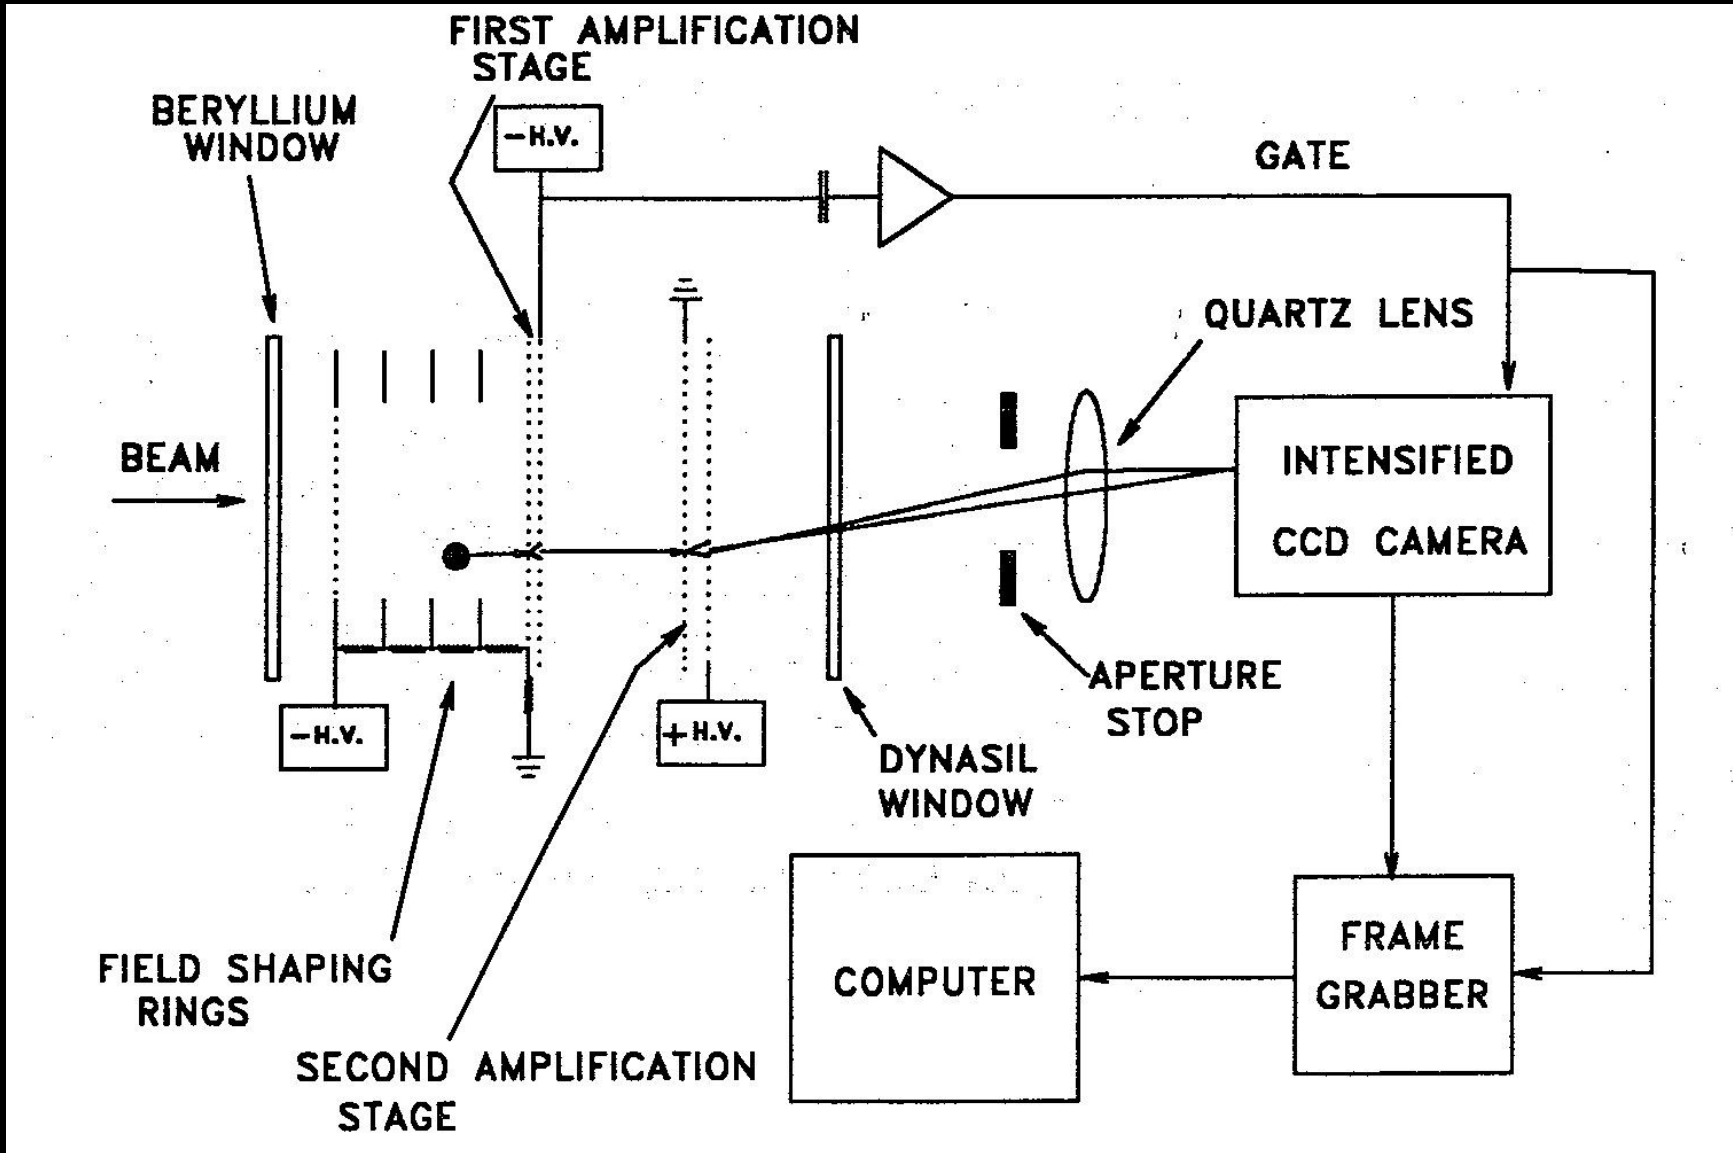 FIRST AMPLIFICATION
STAGE
BERYLLIUM
WINDOW
-H.V.
GATE
QUARTZ LENS
BEAM
INTENSIFIED
CCD CAMERA
APERTURE
STOP
-H.V.
+H.V.
DYNASIL
WINDOW
FIELD SHAPING
RINGS
COMPUTER
FRAME
GRABBER
SECOND AMPLIFICATION
STAGE